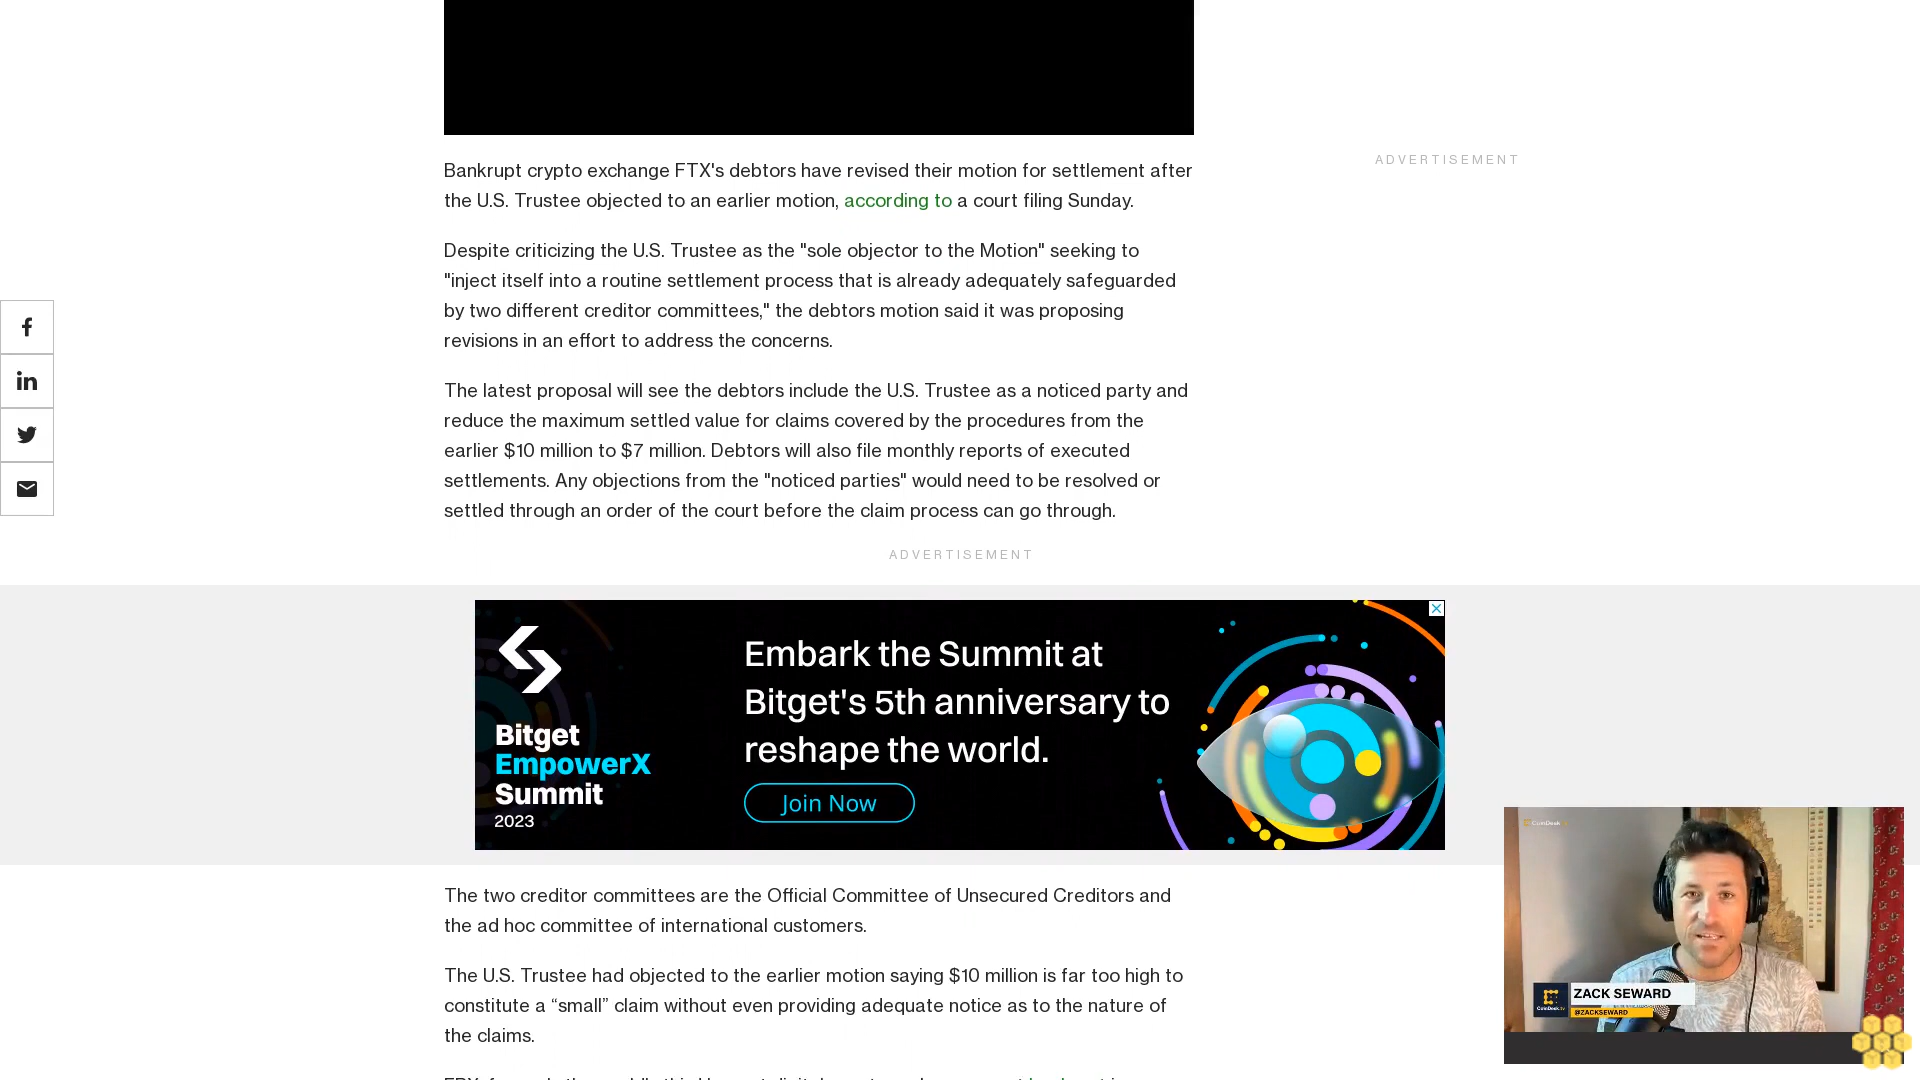 ADVERTISEMENT
Bankrupt crypto exchange FTX's debtors have revised their motion for settlement after
the U.S. Trustee objected to an earlier motion, according to a court filing Sunday.
Despite criticizing the U.S. Trustee as the "sole objector to the Motion" seeking to
"inject itself into a routine settlement process that is already adequately safeguarded
by two different creditor committees," the debtors motion said it was proposing
revisions in an effort to address the concerns.
The latest proposal will see the debtors include the U.S. Trustee as a noticed party and
reduce the maximum settled value for claims covered by the procedures from the
earlier $10 million to $7 million. Debtors will also file monthly reports of executed
settlements. Any objections from the "noticed parties" would need to be resolved or
settled through an order of the court before the claim process can go through.
ADVERTISEMENT
Bitget
EmpowerX
Summit
2023
Embark the Summit at
Bitget's 5th anniversary to
reshape the world.
Join Now
The two creditor committees are the Official Committee of Unsecured Creditors and
the ad hoc committee of international customers.
The U.S. Trustee had objected to the earlier motion saying $10 million is far too high to
constitute a “small” claim without even providing adequate notice as to the nature of
the claims.
CoinDesk
CoinDesk.tv
ZACK SEWARD
@ZACKSEWARD